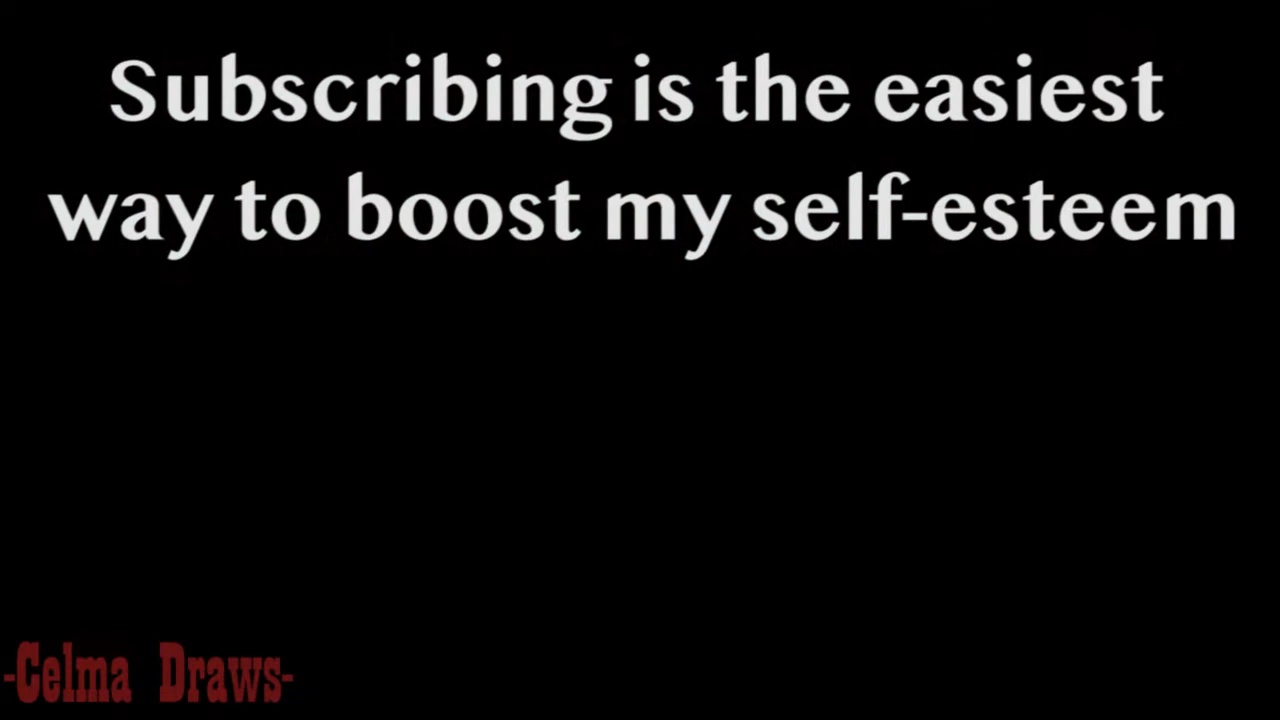 Subscribing is the easiest
way to boost my self-esteem
-Celma Draws-